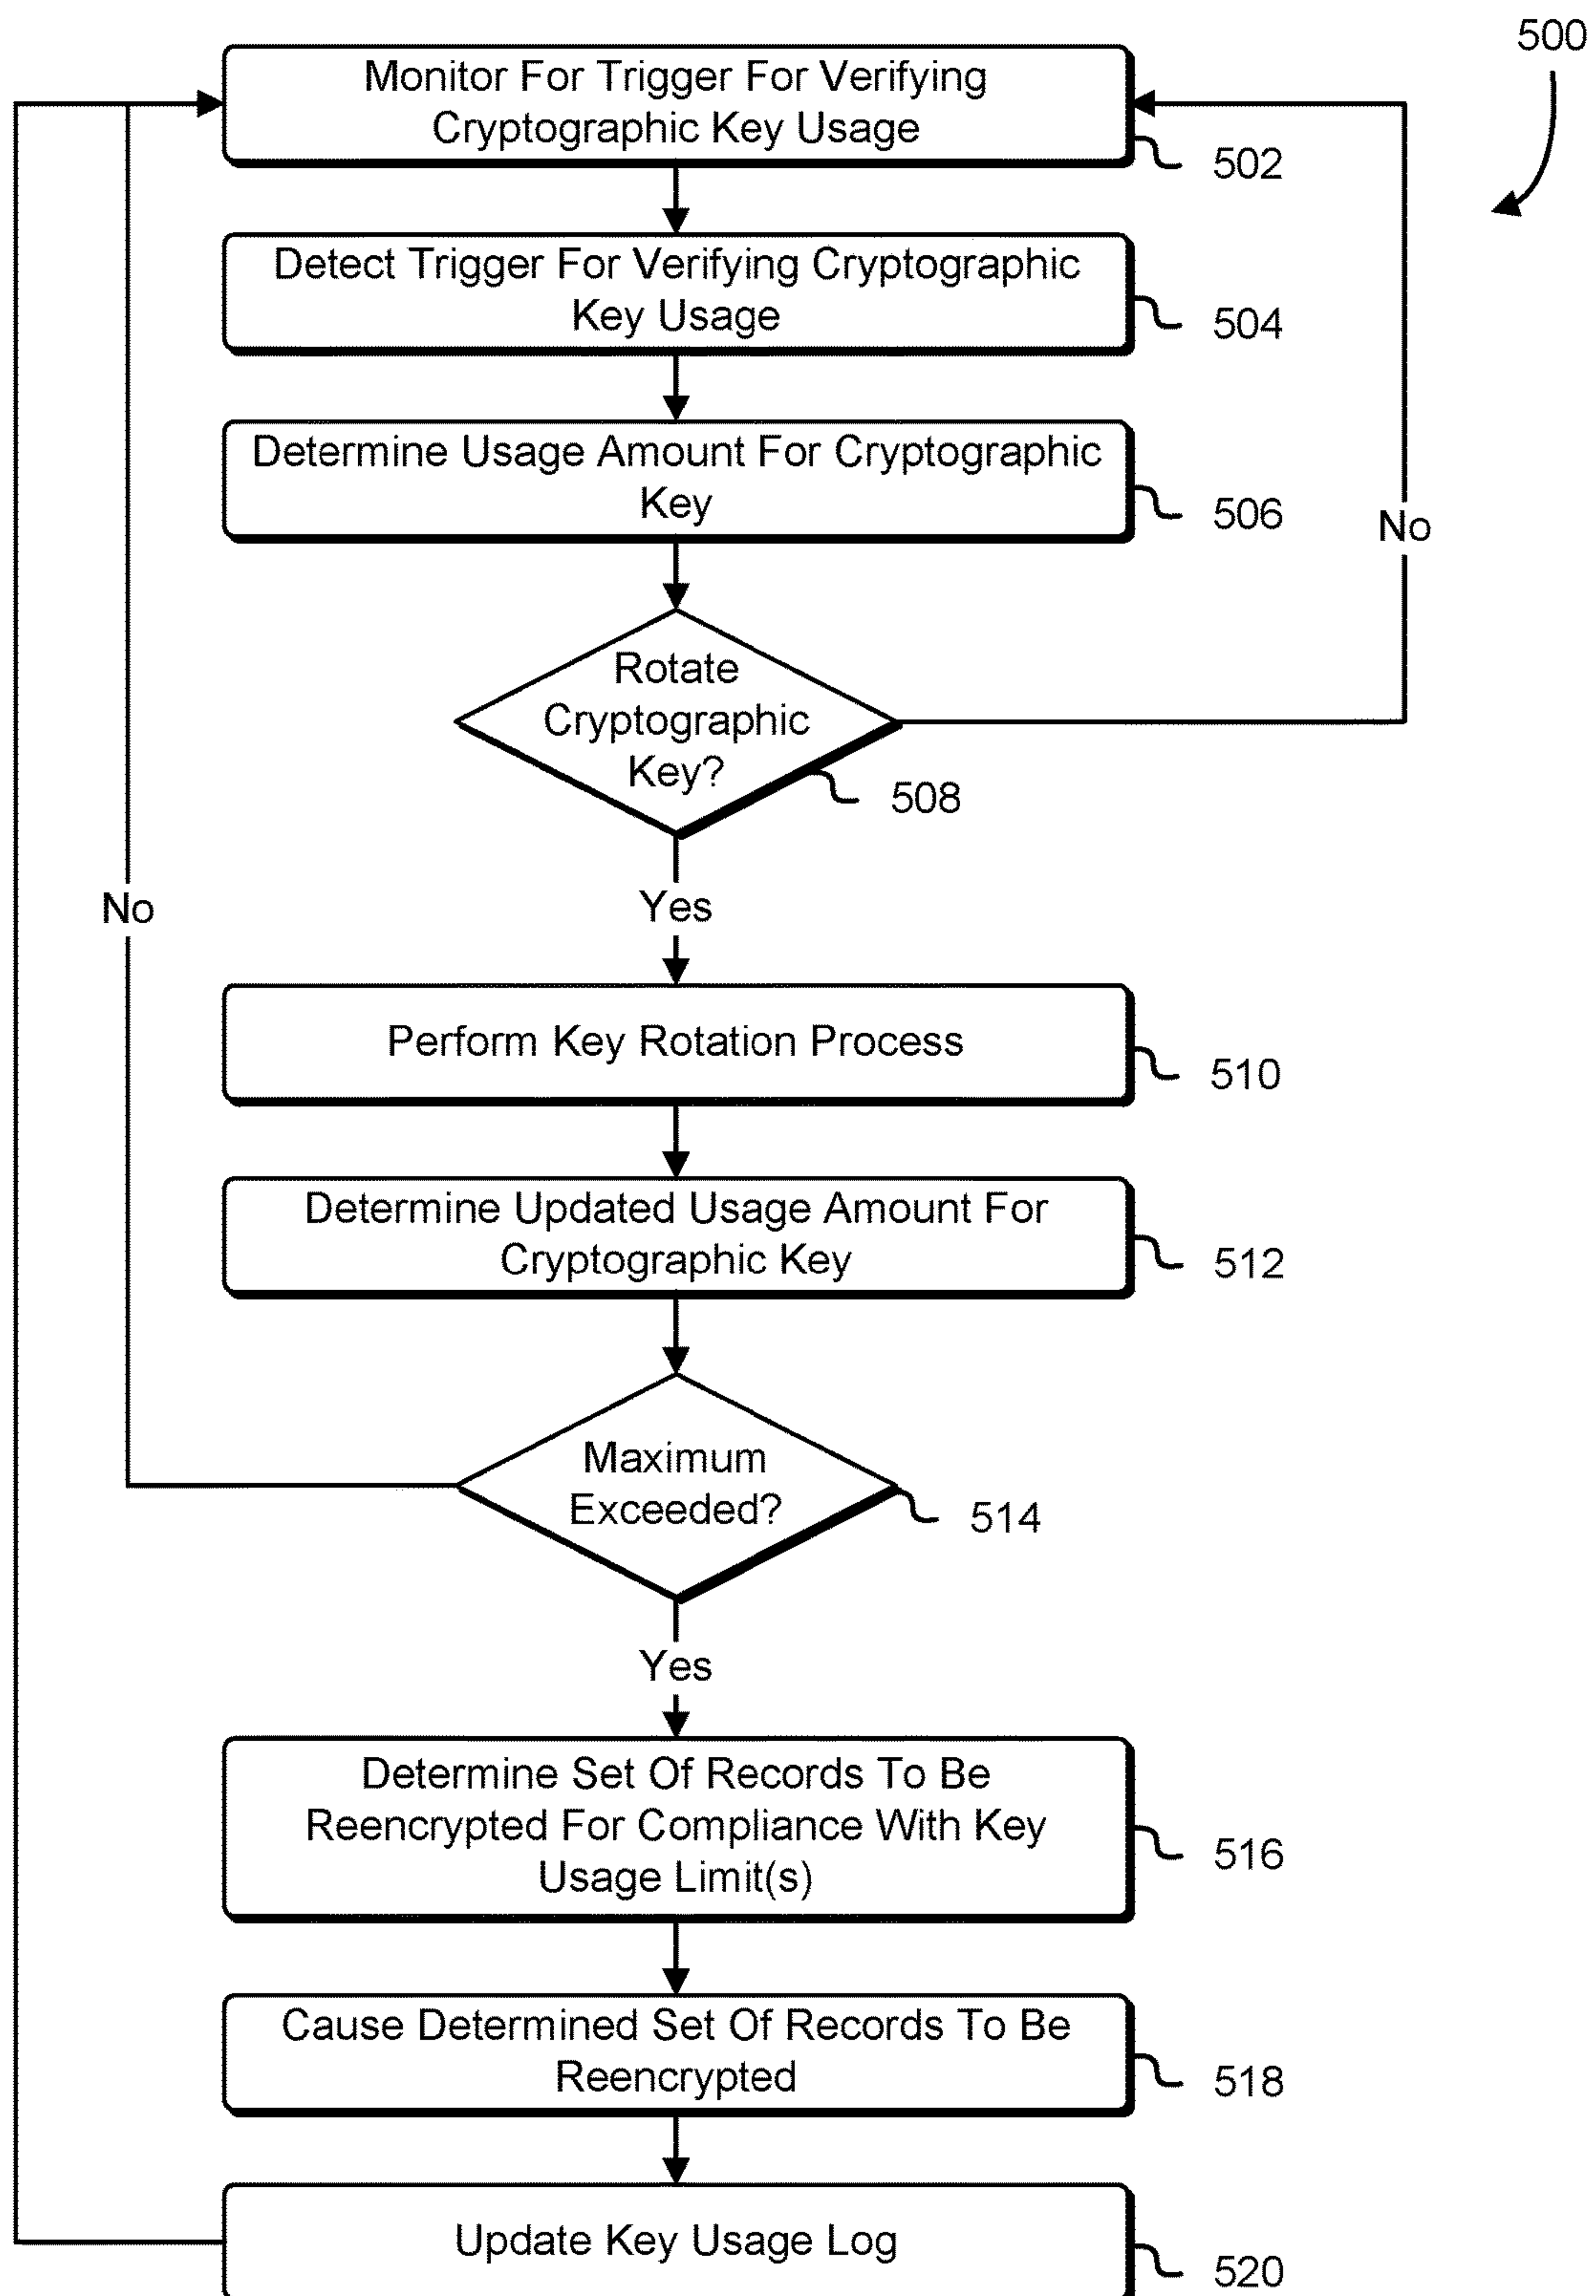 500
Monitor For Trigger For Verifying
Cryptographic Key Usage
502
Detect Trigger For Verifying Cryptographic
Key Usage
504
Determine Usage Amount For Cryptographic
Key
506
No
Rotate
Cryptographic
Key?
508
No
Yes
Perform Key Rotation Process
510
Determine Updated Usage Amount For
Cryptographic Key
512
Maximum
Exceeded?
514
Yes
Determine Set Of Records To Be
Reencrypted For Compliance With Key
Usage Limit(s)
516
Cause Determined Set Of Records To Be
Reencrypted
518
Update Key Usage Log
520